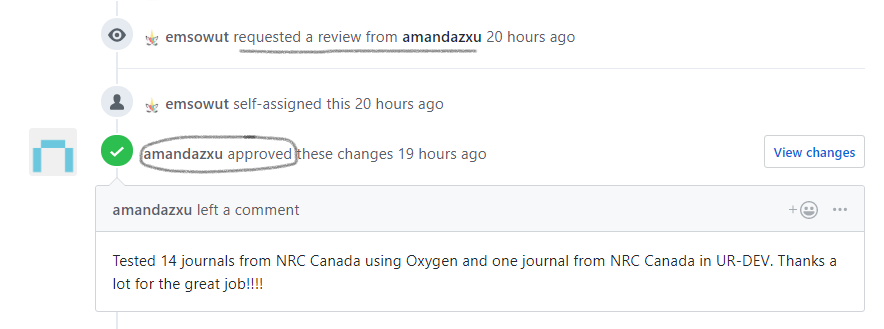 emsowut requested a review from amandazxu 20 hours ago
emsowut self-assigned this 20 hours ago
amandazxu approved these changes 19 hours ago
View changes
amandazxu left a comment
Tested 14 journals from NRC Canada using Oxygen and one journal from NRC Canada in UR-DEV. Thanks a
lot for the great job!!!!